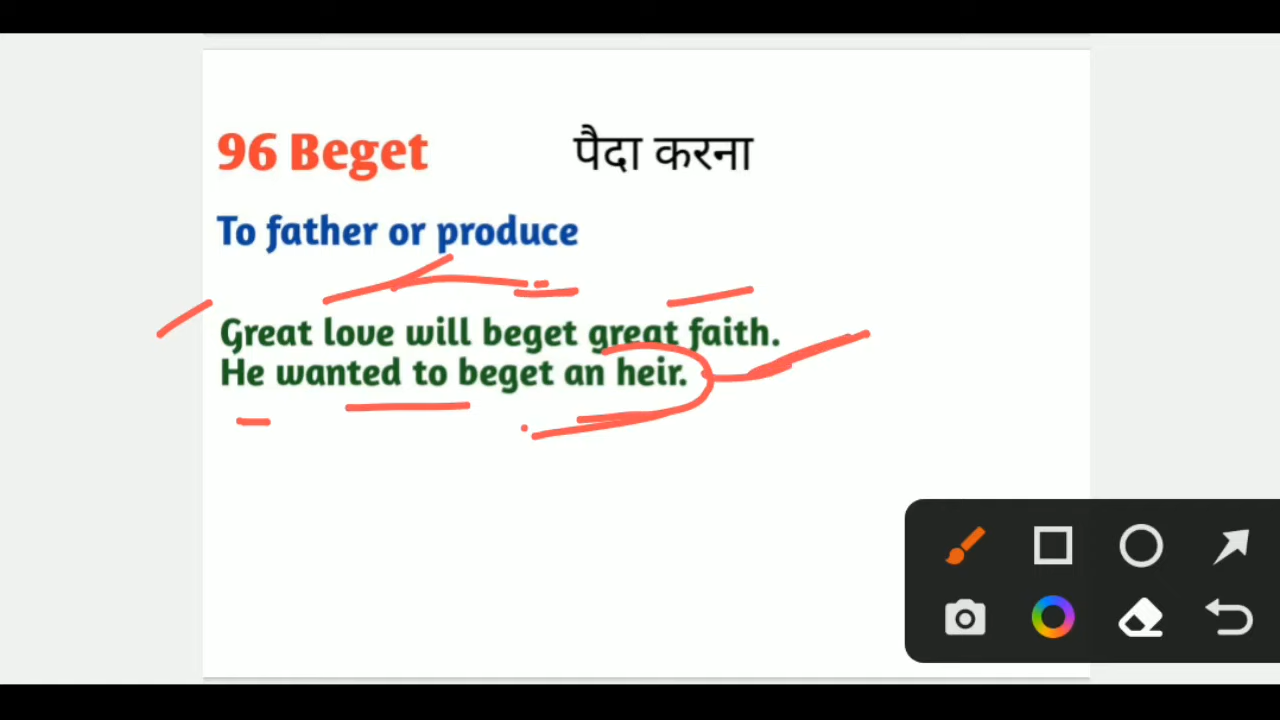 96 Beget पैदा करना
To father or produce
Great love will beget great faith.
He wanted to beget an heir.